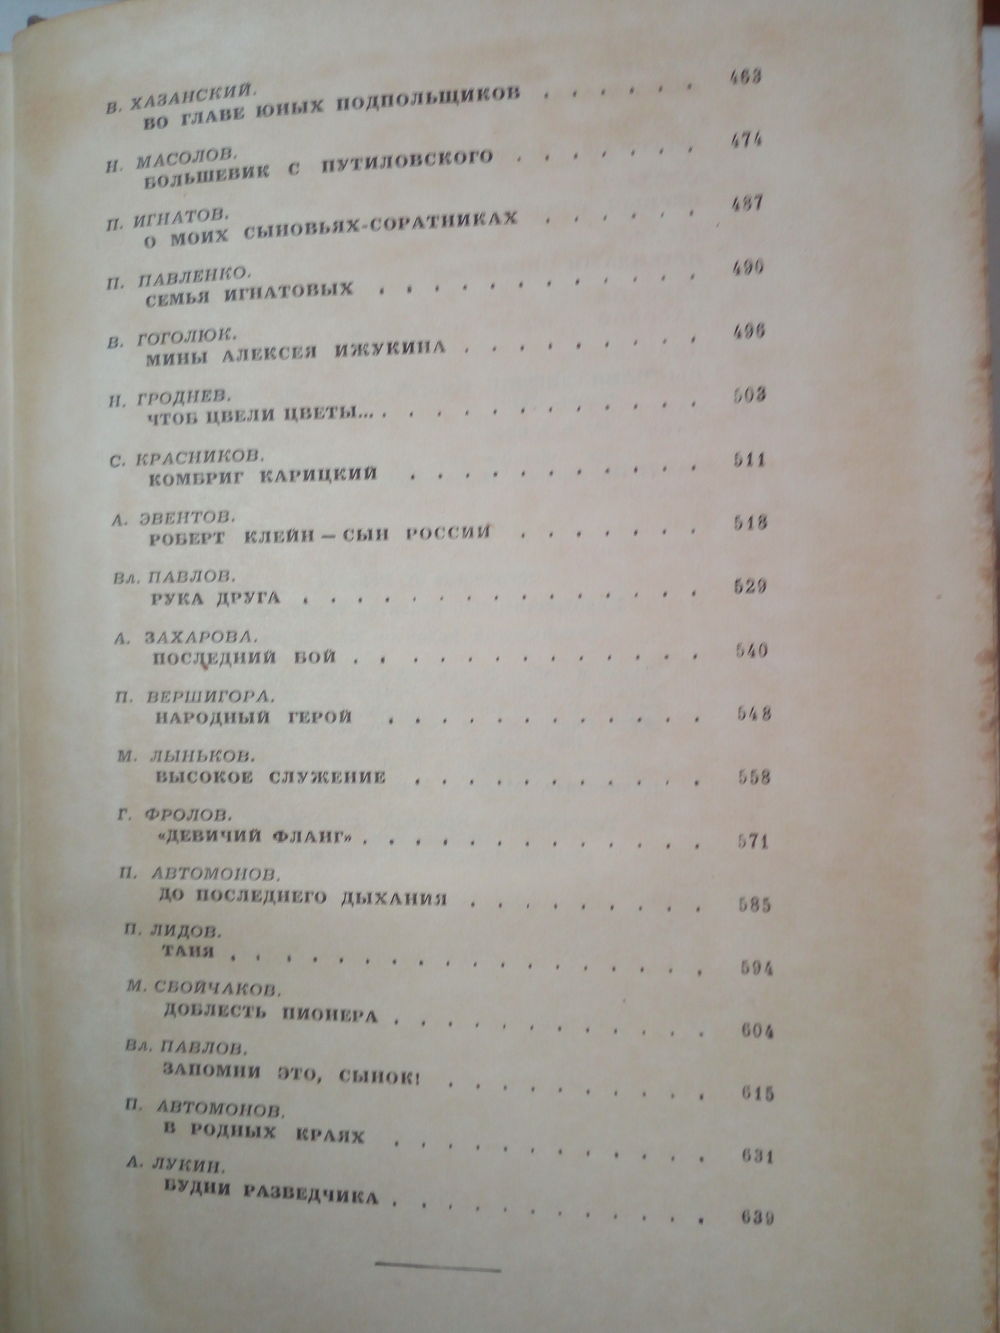 В. ХАЗАНСКИЙ.
ВО ГЛАВЕ ЮНЫХ ПОДПОЛЬЩИКОВ . . . . . . 463
Н. МАСОЛОВ.
БОЛЬШЕВИК С ПУТИЛОВСКОГО . . . . . . . 474
П. ИГНАТОВ.
О МОИХ СЫНОВЬЯХ-СОРАТНИКАХ . . . . . . 487
П. ПАВЛЕНКО.
СЕМЬЯ ИГНАТОВЫХ . . . . . . . . . . . . 490
В. ГОГОЛЮК.
МИНЫ АЛЕКСЕЯ ИЖУКИНА . . . . . . . . . 496
Н. ГРОДНЕВ.
ЧТОБ ЦВЕЛИ ЦВЕТЫ... . . . . . . . . . . . . 503
С. КРАСНИКОВ.
КОМБРИГ КАРИЦКИЙ . . . . . . . . . . . 511
А. ЭВЕНТОВ.
РОБЕРТ КЛЕЙН — СЫН РОССИИ . . . . . . . 518
Вл. ПАВЛОВ.
РУКА ДРУГА . . . . . . . . . . . . . . . 529
А. ЗАХАРОВА.
ПОСЛЕДНИЙ БОЙ . . . . . . . . . . . . . 540
П. ВЕРШИГОРА.
НАРОДНЫЙ ГЕРОЙ . . . . . . . . . . . . 548
М. ЛЫНЬКОВ.
ВЫСОКОЕ СЛУЖЕНИЕ . . . . . . . . . . . 558
Г. ФРОЛОВ.
«ДЕВИЧИЙ ФЛАНГ» . . . . . . . . . . . . . 571
П. АВТОМОНОВ.
ДО ПОСЛЕДНЕГО ДЫХАНИЯ . . . . . . . . . 585
П. ЛИДОВ.
ТАНЯ . . . . . . . . . . . . . . . . . . 594
М. СБОЙЧАКОВ.
ДОБЛЕСТЬ ПИОНЕРА . . . . . . . . . . . . 604
Вл. ПАВЛОВ.
ЗАПОМНИ ЭТО, СЫНОК! . . . . . . . . . . 615
П. АВТОМОНОВ.
В РОДНЫХ КРАЯХ . . . . . . . . . . . . 631
А. ЛУКИН.
БУДНИ РАЗВЕДЧИКА . . . . . . . . . . . . 639